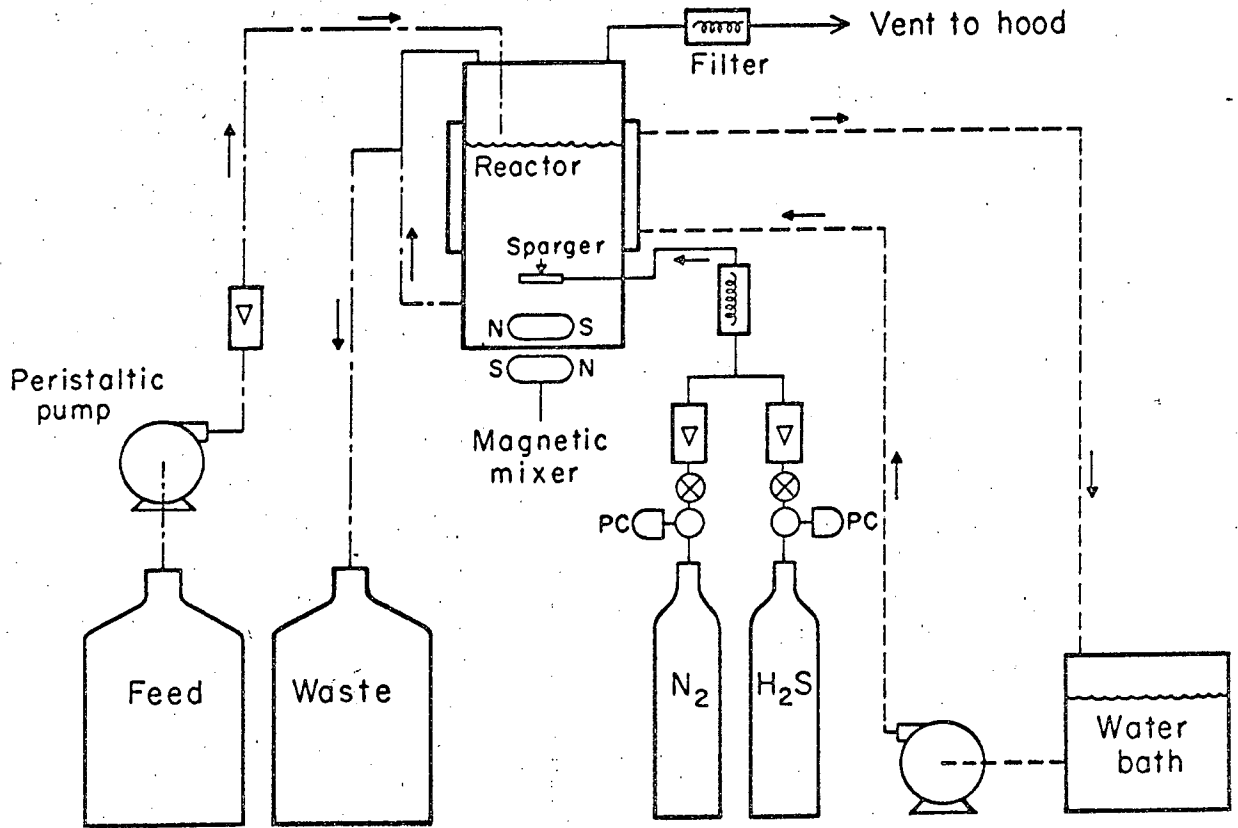 Vent to hood
Filter
Reactor
Sparger
N S
S N
Peristaltic
pump
Magnetic
mixer
PC
PC
Feed
Waste
N₂
H₂S
Water
bath